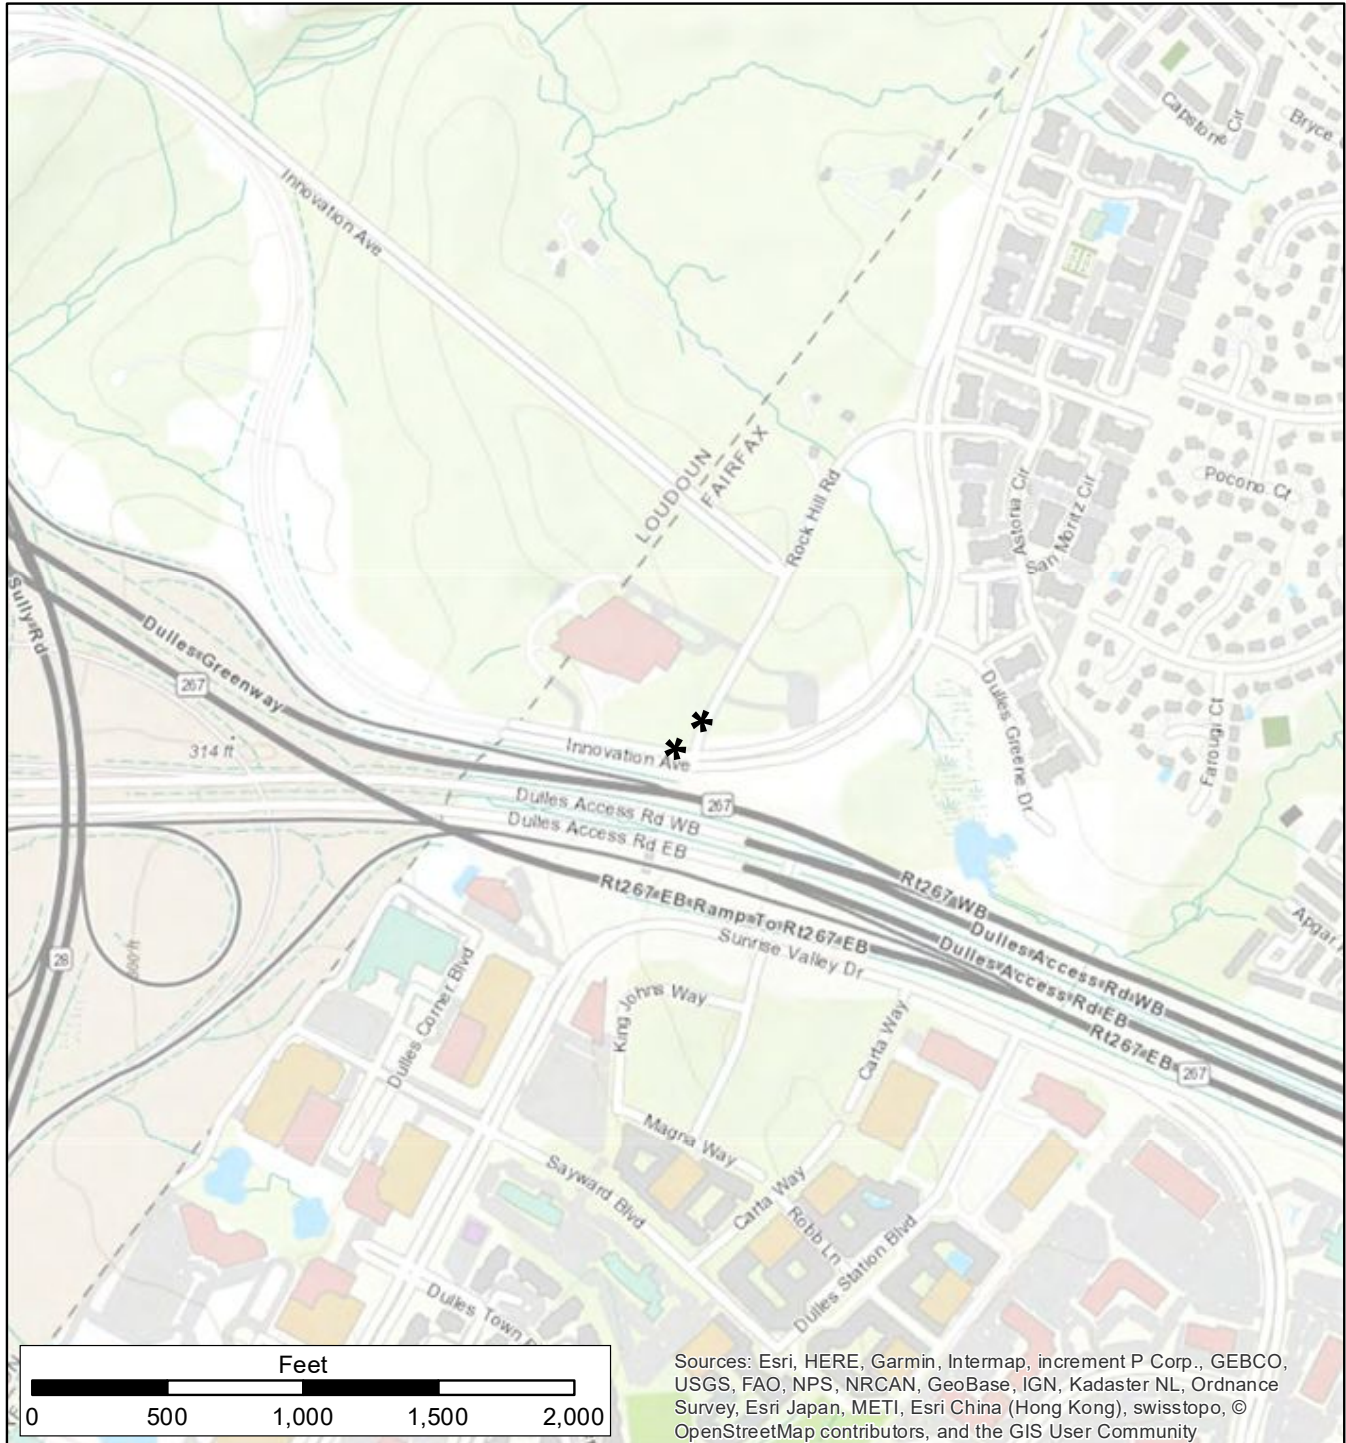 Capstone Cir
Bryce
Innovation Ave
LOUDOUN
FAIRFAX
Rock Hill Rd
Astoria Cir
San Moritz Cir
Pocono Ct
Sully Rd
Dulles Greenway
267
314 ft
Innovation Ave
Dulles Greene Dr
Farougi Ct
267
Dulles Access Rd WB
Dulles Access Rd EB
Rt267 WB
Rt267 EB Ramp To Rt267 EB
Dulles Access Rd WB
Dulles Access Rd EB
Rt267 EB
267
Sunrise Valley Dr
Apgar
28
Dulles Corner Blvd
King Johns Way
Carta Way
Magna Way
Sayward Blvd
Carta Way
Robb Ln
Dulles Station Blvd
Dulles Town
Feet
0 500 1,000 1,500 2,000
Sources: Esri, HERE, Garmin, Intermap, increment P Corp., GEBCO,
USGS, FAO, NPS, NRCAN, GeoBase, IGN, Kadaster NL, Ordnance
Survey, Esri Japan, METI, Esri China (Hong Kong), swisstopo, ©
OpenStreetMap contributors, and the GIS User Community